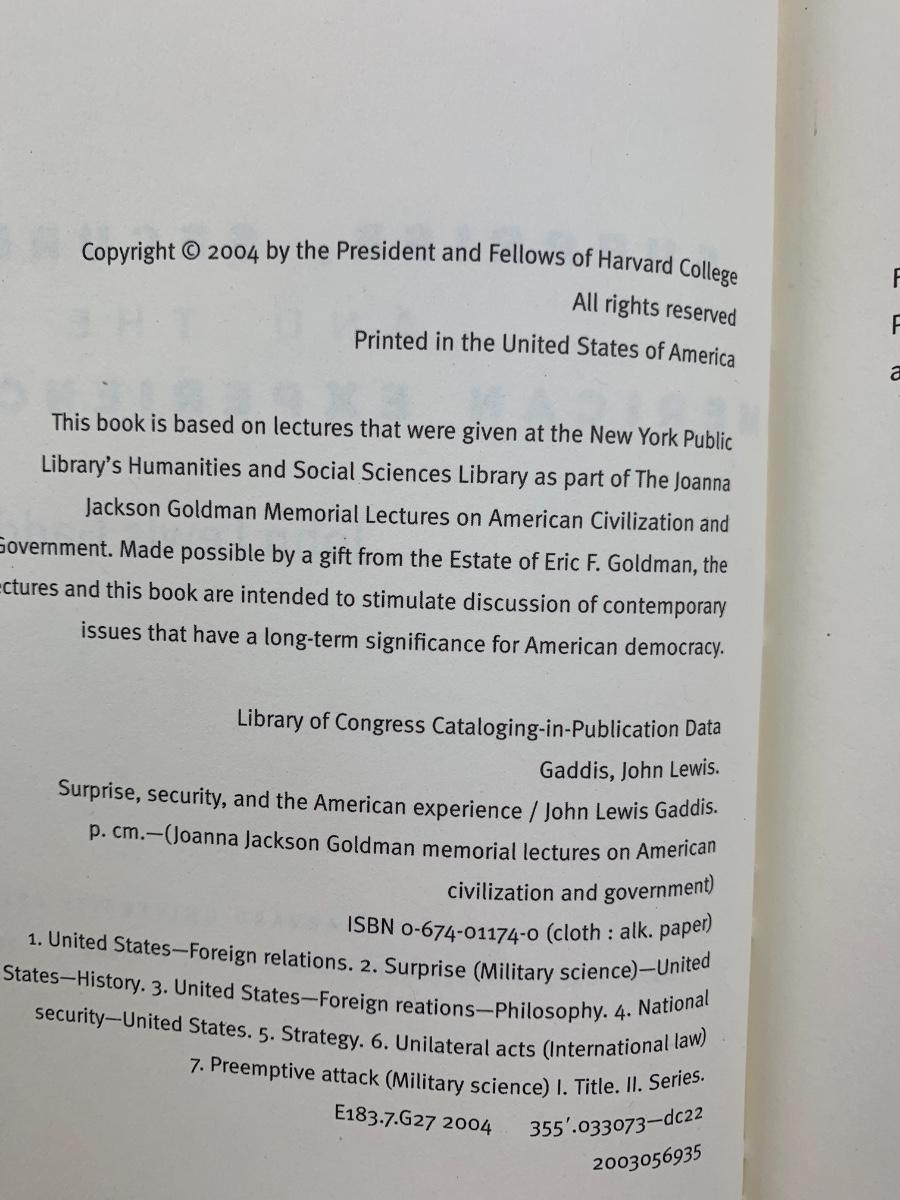 Copyright © 2004 by the President and Fellows of Harvard College
All rights reserved
Printed in the United States of America
This book is based on lectures that were given at the New York Public
Library's Humanities and Social Sciences Library as part of The Joanna
Jackson Goldman Memorial Lectures on American Civilization and
Government. Made possible by a gift from the Estate of Eric F. Goldman, the
ectures and this book are intended to stimulate discussion of contemporary
issues that have a long-term significance for American democracy.
Library of Congress Cataloging-in-Publication Data
Gaddis, John Lewis.
Surprise, security, and the American experience / John Lewis Gaddis.
p. cm.—(Joanna Jackson Goldman memorial lectures on American
civilization and government)
ISBN 0-674-01174-0 (cloth : alk. paper)
1. United States—Foreign relations. 2. Surprise (Military science)—United
States—History. 3. United States—Foreign reations—Philosophy. 4. National
security—United States. 5. Strategy. 6. Unilateral acts (International law)
7. Preemptive attack (Military science) I. Title. II. Series.
E183.7.G27 2004 355'.033073—dc22
2003056935